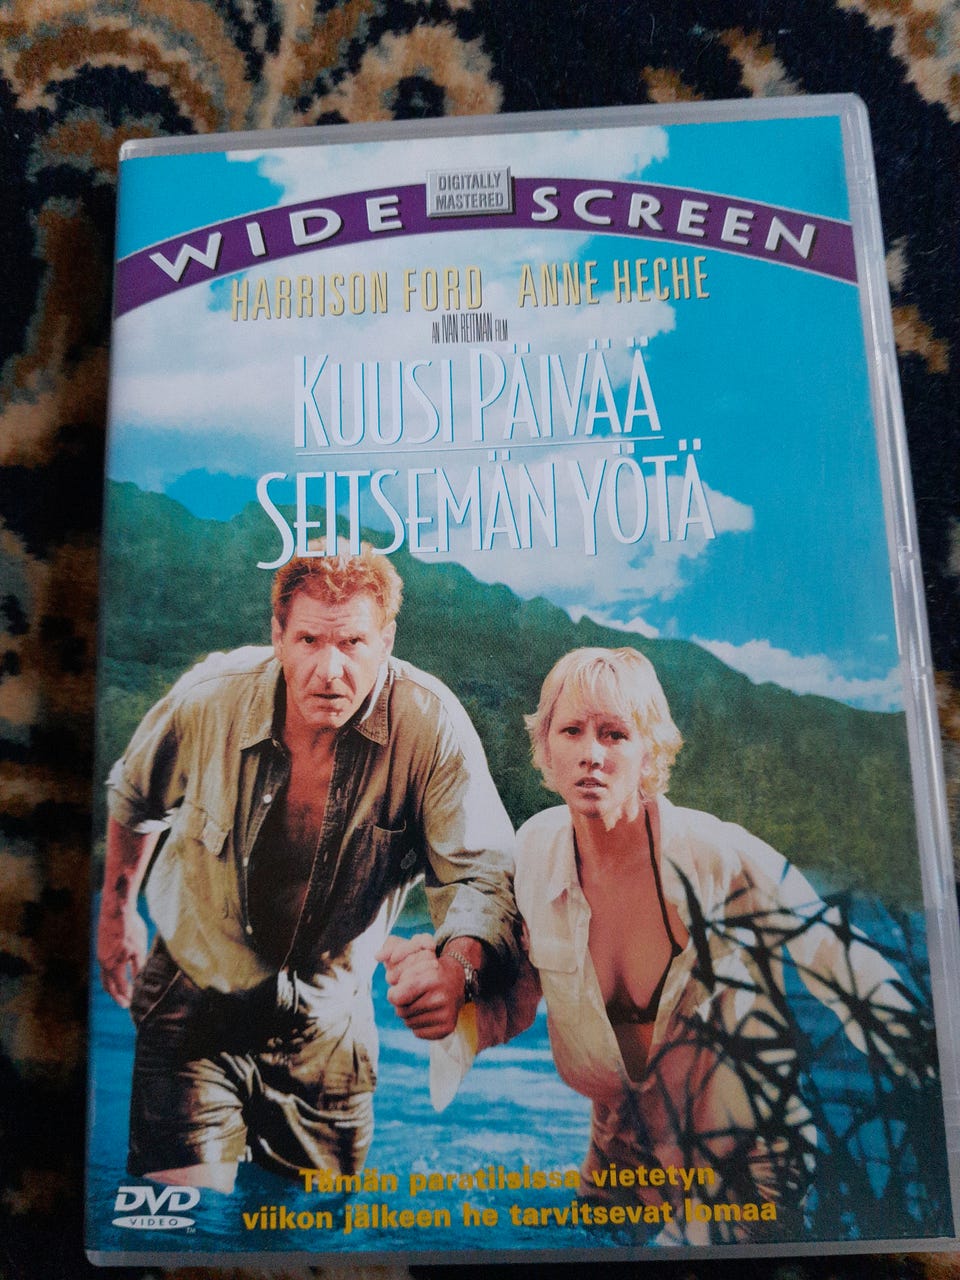 DIGITALLY
MASTERED
WIDE SCREEN
HARRISON FORD ANNE HECHE
AN IVAN REITMAN FILM
KUUSI PÄIVÄÄ
SEITSEMÄN YÖTÄ
Tämän paratiisissa vietetyn
viikon jälkeen he tarvitsevat lomaa
DVD
VIDEO
TM